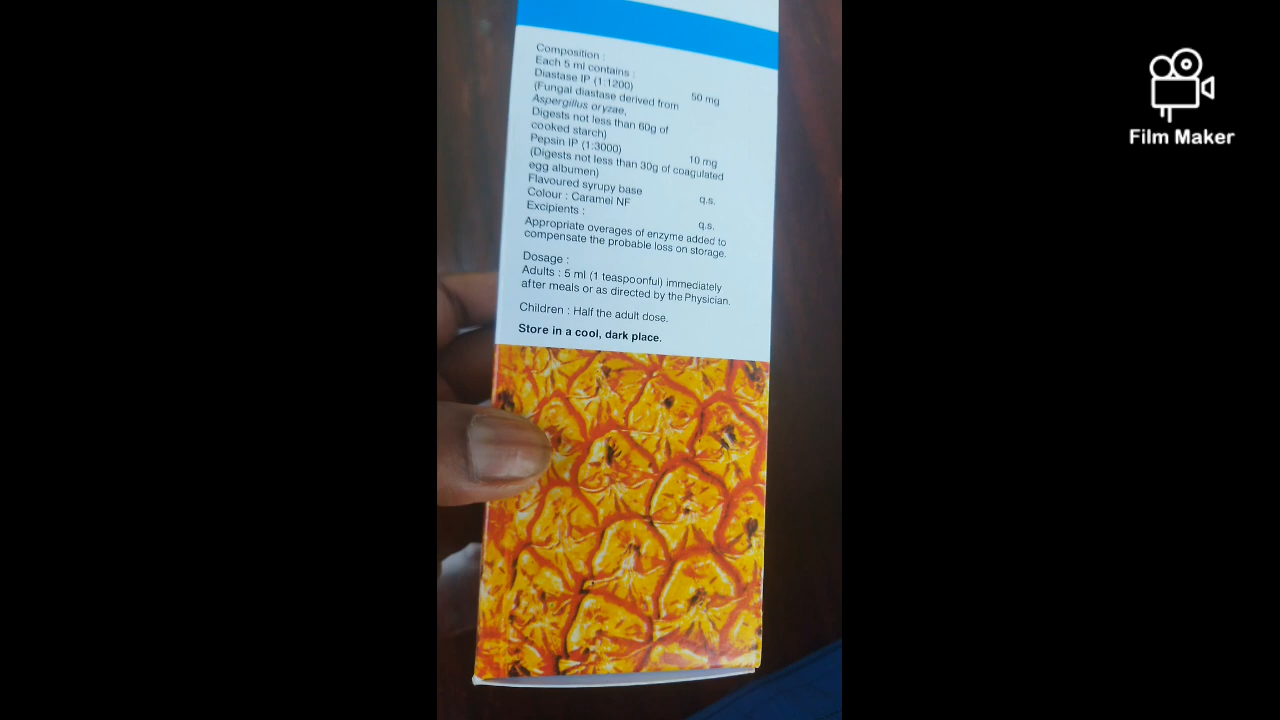 Composition :
Each 5 ml contains :
Diastase IP (1:1200) 50 mg
(Fungal diastase derived from
Aspergillus oryzae,
Digests not less than 60g of
cooked starch)
Pepsin IP (1:3000) 10 mg
(Digests not less than 30g of coagulated
egg albumen)
Flavoured syrupy base q.s.
Colour : Caramel NF
Excipients : q.s.
Appropriate overages of enzyme added to
compensate the probable loss on storage.
Dosage :
Adults : 5 ml (1 teaspoonful) immediately
after meals or as directed by the Physician.
Children : Half the adult dose.
Store in a cool, dark place.
Film Maker